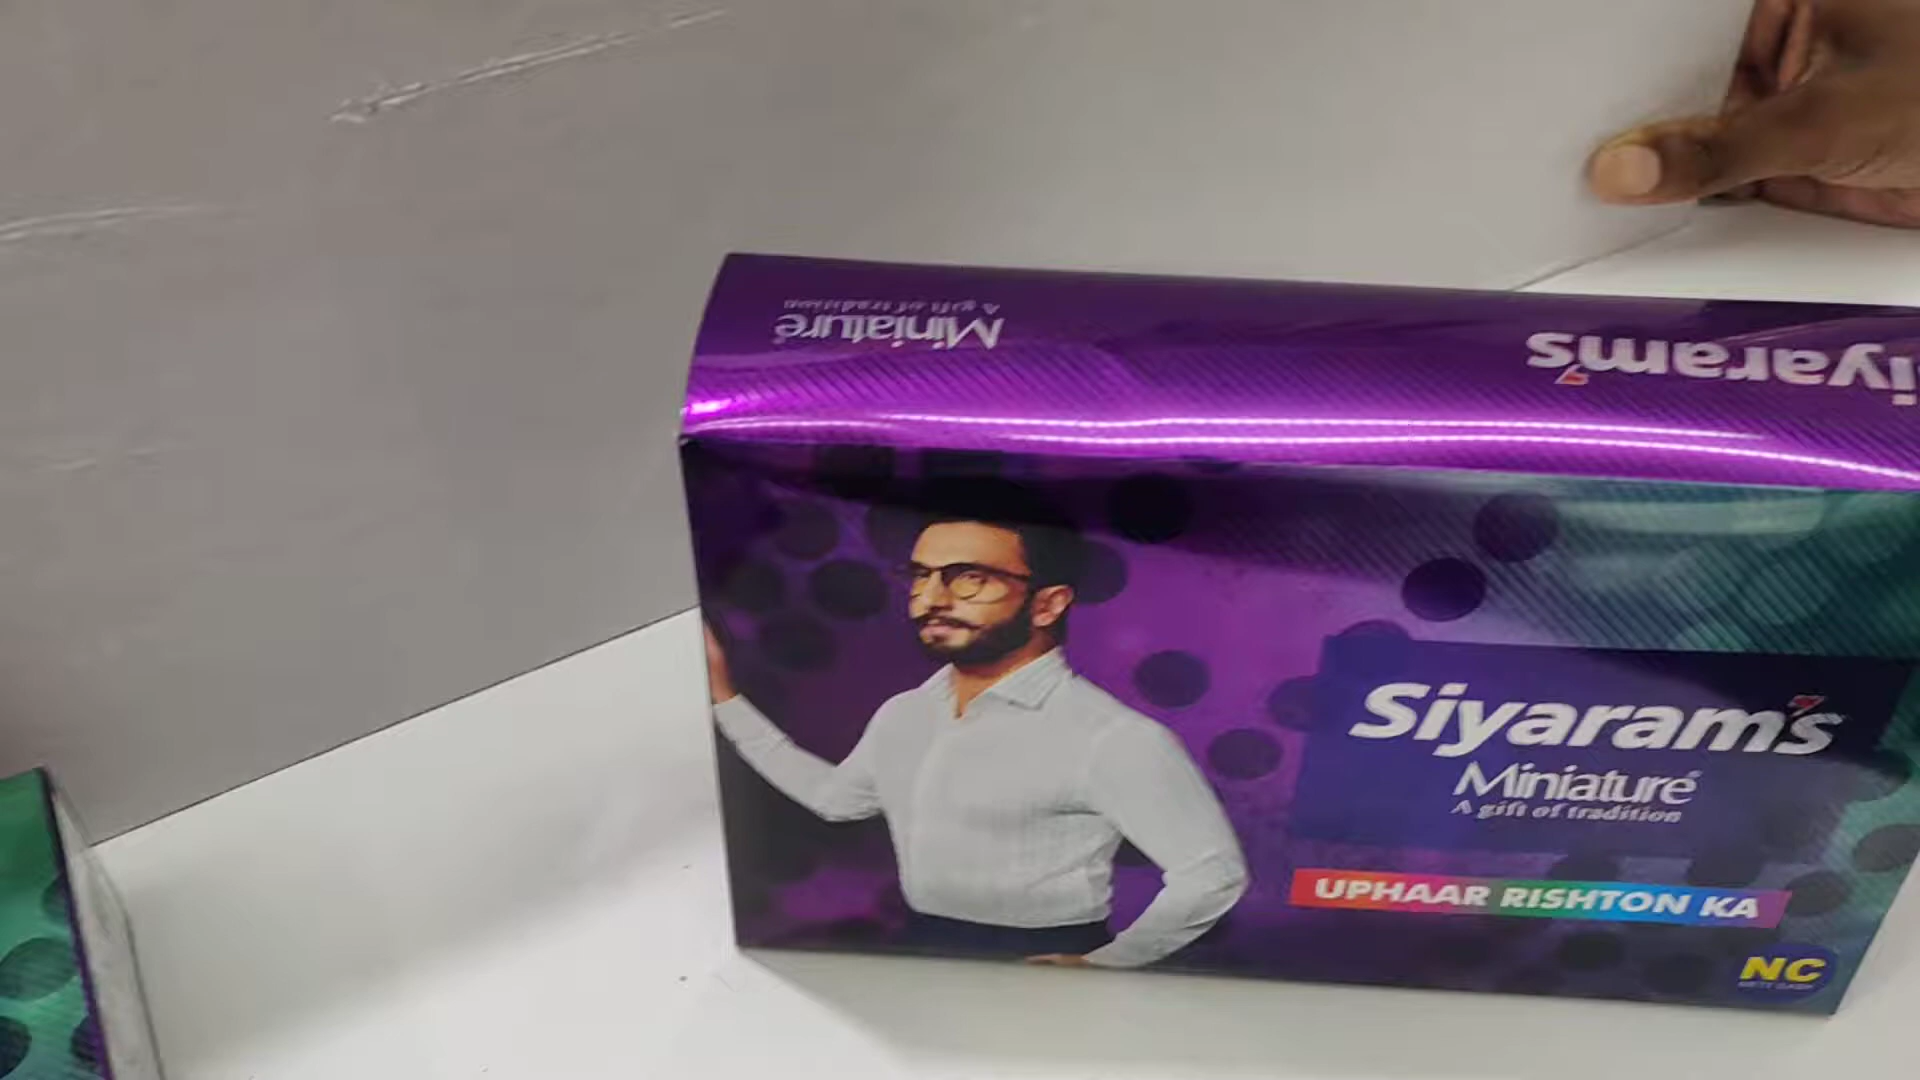 Miniature
A gift of tradition
Siyaram's
Siyaram's
Miniature
A gift of tradition
UPHAAR RISHTON KA
NC